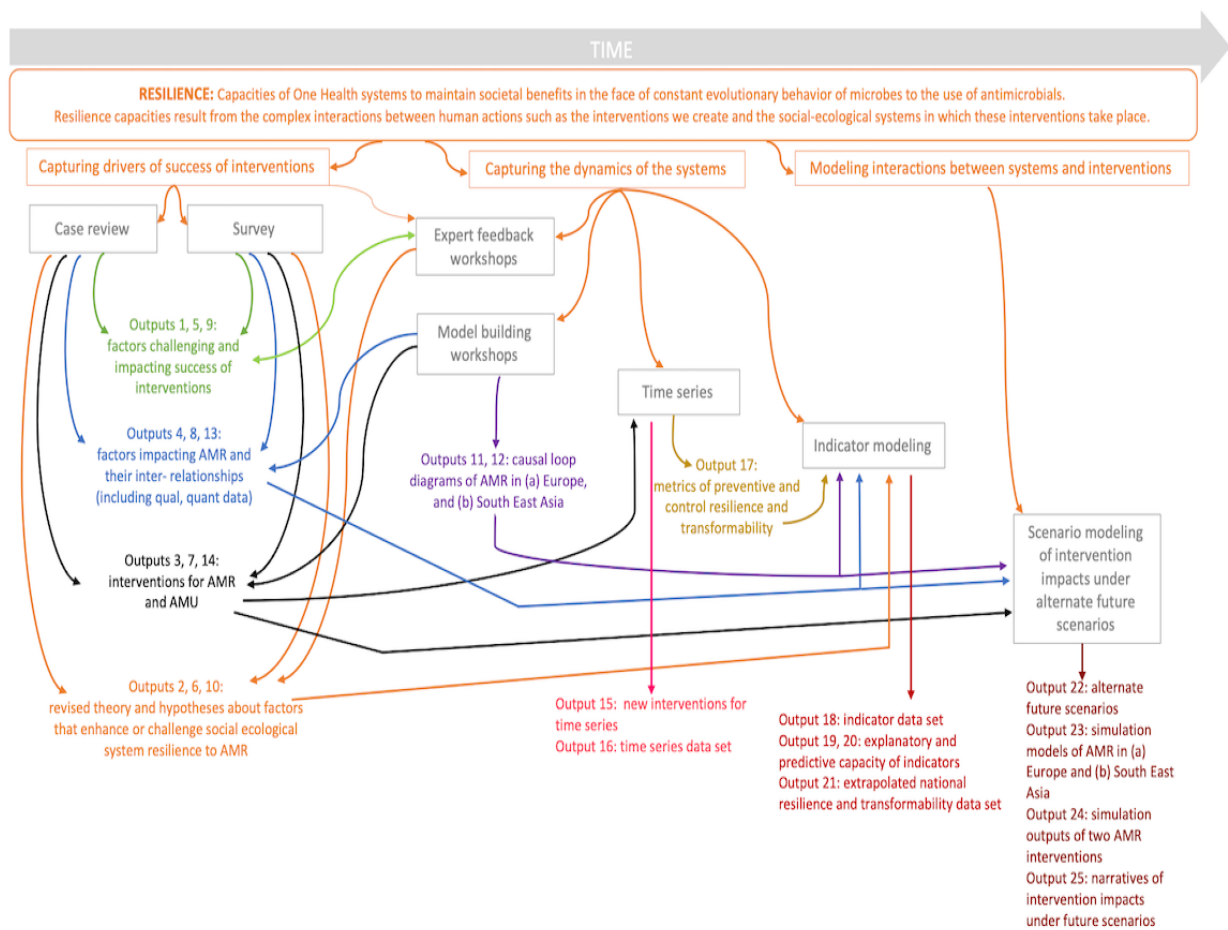 TIME
RESILIENCE: Capacities of One Health systems to maintain societal benefits in the face of constant evolutionary behavior of microbes to the use of antimicrobials.
Resilience capacities result from the complex interactions between human actions such as the interventions we create and the social-ecological systems in which these interventions take place.
Capturing drivers of success of interventions
Capturing the dynamics of the systems
Modeling interactions between systems and interventions
Case review
Survey
Expert feedback
workshops
Outputs 1, 5, 9:
factors challenging and
impacting success of
interventions
Model building
workshops
Time series
Outputs 4, 8, 13:
factors impacting AMR and
their inter- relationships
(including qual, quant data)
Outputs 11, 12: causal loop
diagrams of AMR in (a) Europe,
and (b) South East Asia
Output 17:
metrics of preventive and
control resilience and
transformability
Indicator modeling
Scenario modeling
of intervention
impacts under
alternate future
scenarios
Outputs 3, 7, 14:
interventions for AMR
and AMU
Outputs 2, 6, 10:
revised theory and hypotheses about factors
that enhance or challenge social ecological
system resilience to AMR
Output 15: new interventions for
time series
Output 16: time series data set
Output 18: indicator data set
Output 19, 20: explanatory and
predictive capacity of indicators
Output 21: extrapolated national
resilience and transformability data set
Output 22: alternate
future scenarios
Output 23: simulation
models of AMR in (a)
Europe and (b) South East
Asia
Output 24: simulation
outputs of two AMR
interventions
Output 25: narratives of
intervention impacts
under future scenarios